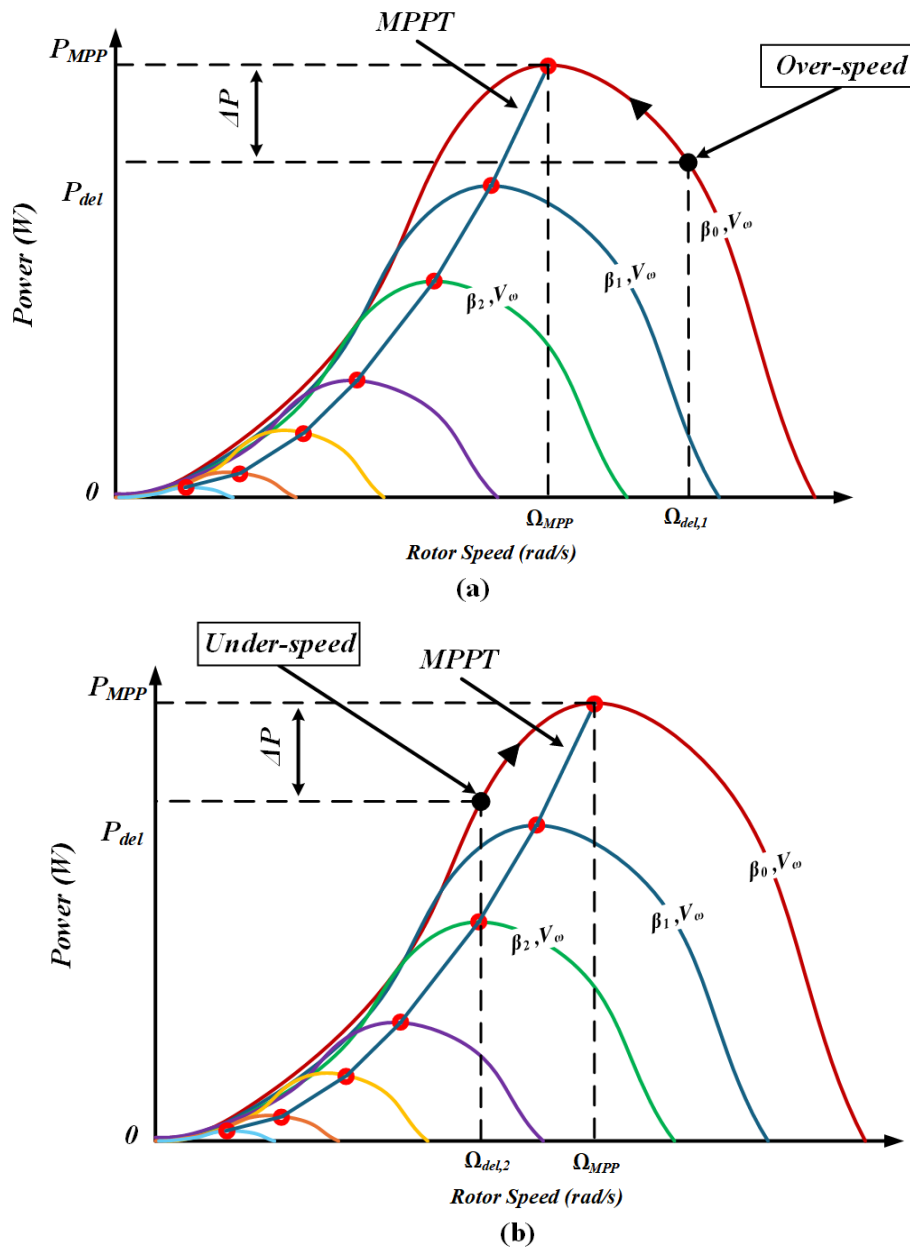 MPPT
P_MPP
Over-speed
ΔP
P_del
Power (W)
β₀,Vω
β₁,Vω
β₂,Vω
0
Ω_MPP
Ω_del,1
Rotor Speed (rad/s)
(a)
Under-speed
MPPT
P_MPP
ΔP
P_del
Power (W)
β₀,Vω
β₁,Vω
β₂,Vω
0
Ω_del,2
Ω_MPP
Rotor Speed (rad/s)
(b)